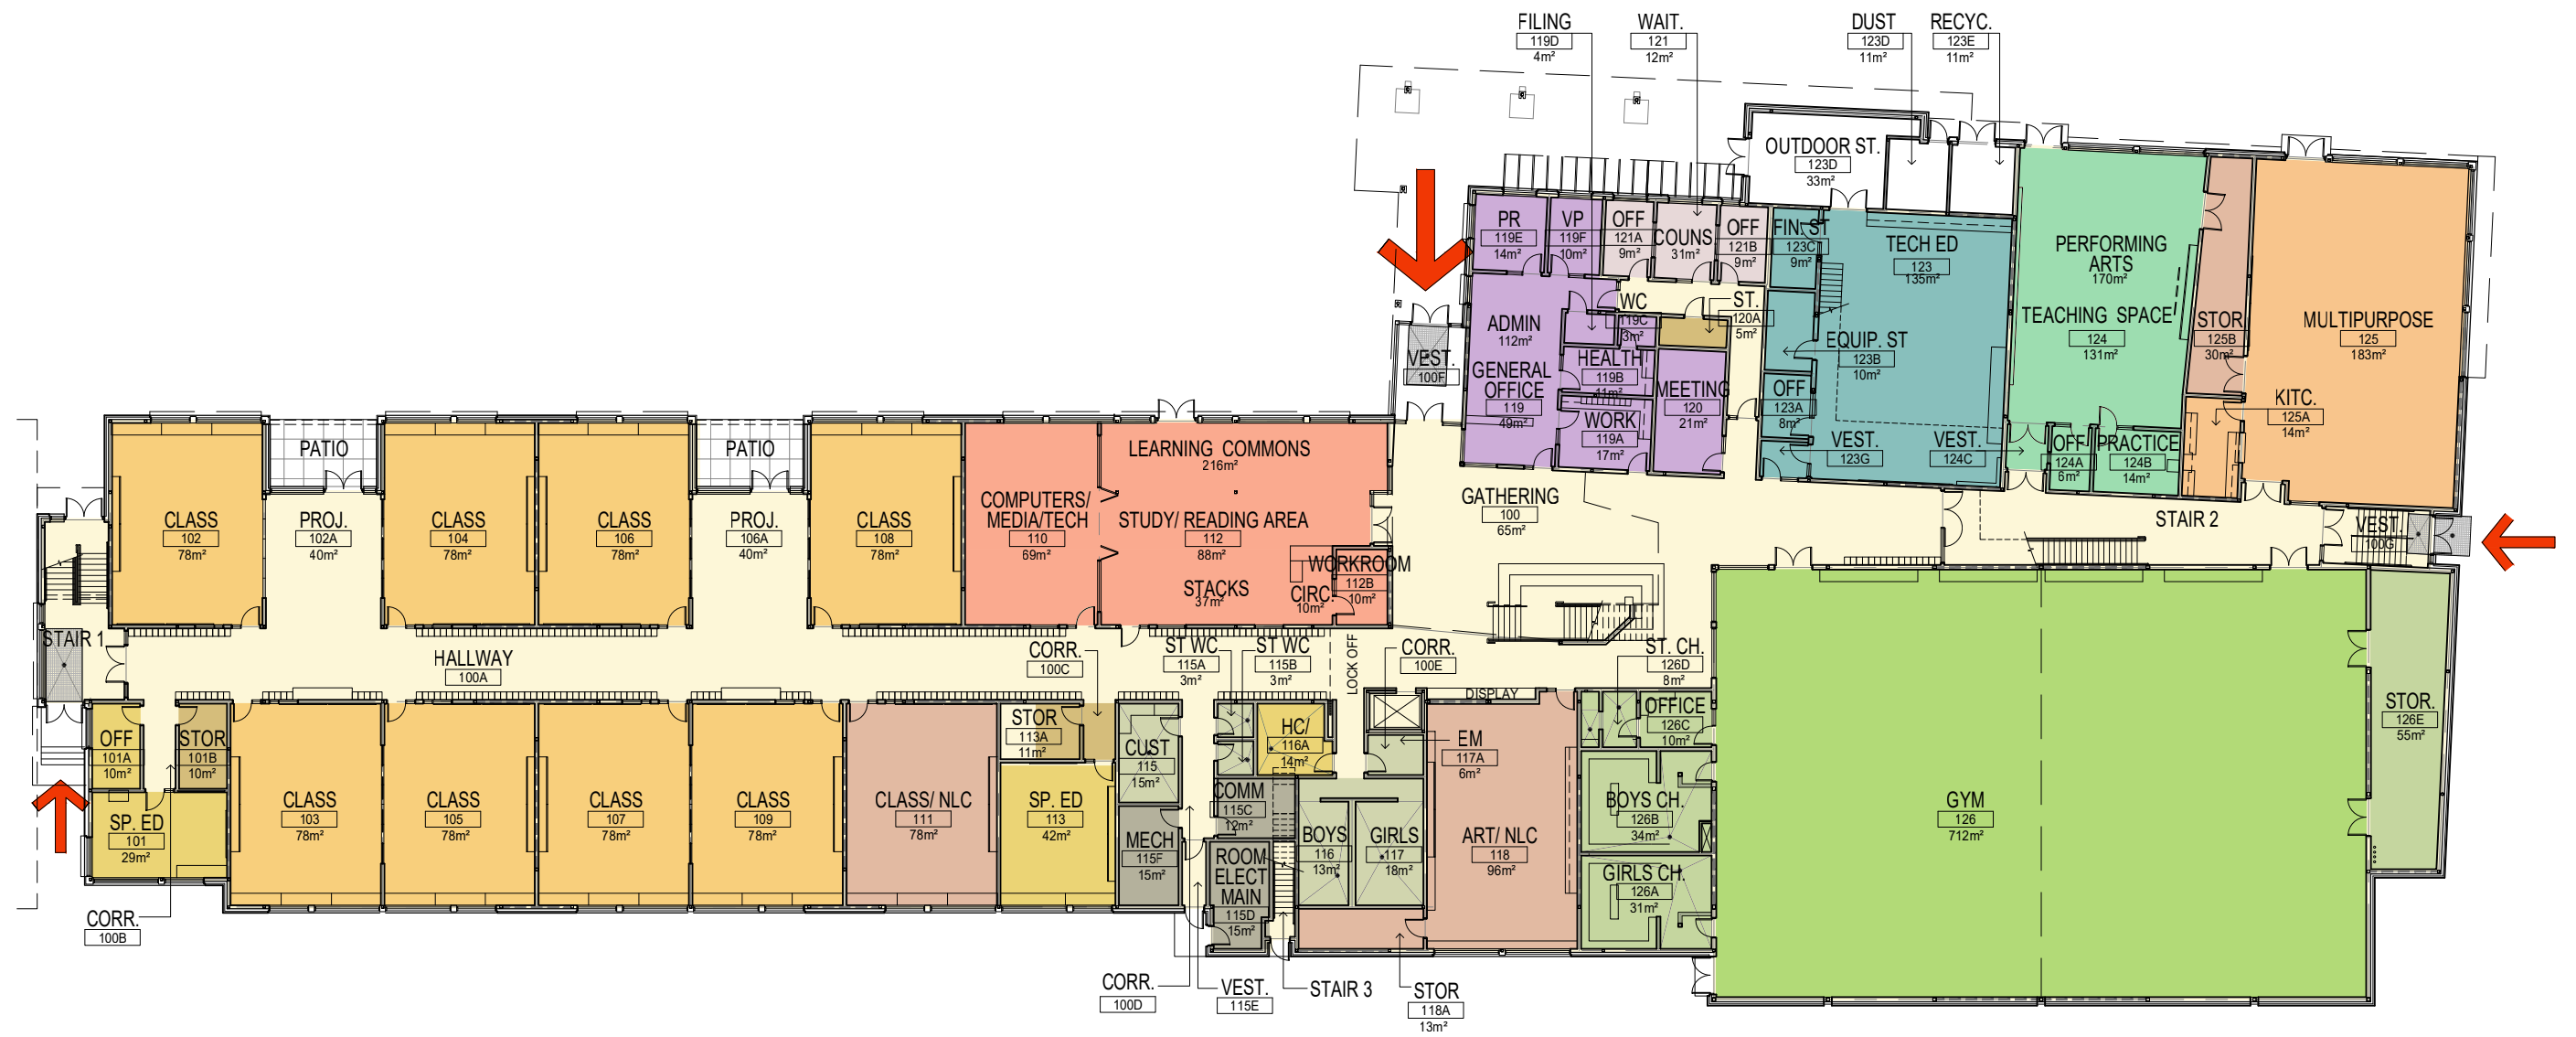 FILING
119D
4m²
WAIT.
121
12m²
DUST
123D
11m²
RECYC.
123E
11m²
OUTDOOR ST.
123D
33m²
PR
119E
14m²
VP
119F
10m²
OFF
121A
9m²
COUNS
31m²
OFF
121B
9m²
FIN. ST
123C
9m²
TECH ED
123
135m²
PERFORMING
ARTS
170m²
TEACHING SPACE
124
131m²
STOR
125B
30m²
MULTIPURPOSE
125
183m²
WC
119C
3m²
ST.
120A
5m²
ADMIN
112m²
GENERAL
OFFICE
119
49m²
HEALTH
119B
11m²
WORK
119A
17m²
MEETING
120
21m²
EQUIP. ST
123B
10m²
OFF
123A
8m²
VEST.
123G
VEST.
124C
OFF
124A
6m²
PRACTICE
124B
14m²
KITC.
125A
14m²
VEST.
100F
PATIO
PATIO
LEARNING COMMONS
216m²
CLASS
102
78m²
PROJ.
102A
40m²
CLASS
104
78m²
CLASS
106
78m²
PROJ.
106A
40m²
CLASS
108
78m²
COMPUTERS/
MEDIA/TECH
110
69m²
STUDY/ READING AREA
112
88m²
STACKS
37m²
CIRC.
10m²
WORKROOM
112B
10m²
GATHERING
100
65m²
STAIR 2
VEST.
100G
STAIR 1
HALLWAY
100A
CORR.
100C
ST WC
115A
3m²
ST WC
115B
3m²
LOCK OFF
CORR.
100E
ST. CH.
126D
8m²
DISPLAY
OFF
101A
10m²
STOR
101B
10m²
SP. ED
101
29m²
CORR.
100B
CLASS
103
78m²
CLASS
105
78m²
CLASS
107
78m²
CLASS
109
78m²
CLASS/ NLC
111
78m²
STOR
113A
11m²
SP. ED
113
42m²
CUST
115
15m²
MECH
115F
15m²
HC/
116A
14m²
COMM
115C
12m²
ROOM
ELECT
MAIN
115D
15m²
BOYS
116
13m²
GIRLS
117
18m²
EM
117A
6m²
ART/ NLC
118
96m²
OFFICE
126C
10m²
BOYS CH.
126B
34m²
GIRLS CH.
126A
31m²
GYM
126
712m²
STOR.
126E
55m²
CORR.
100D
VEST.
115E
STAIR 3
STOR
118A
13m²